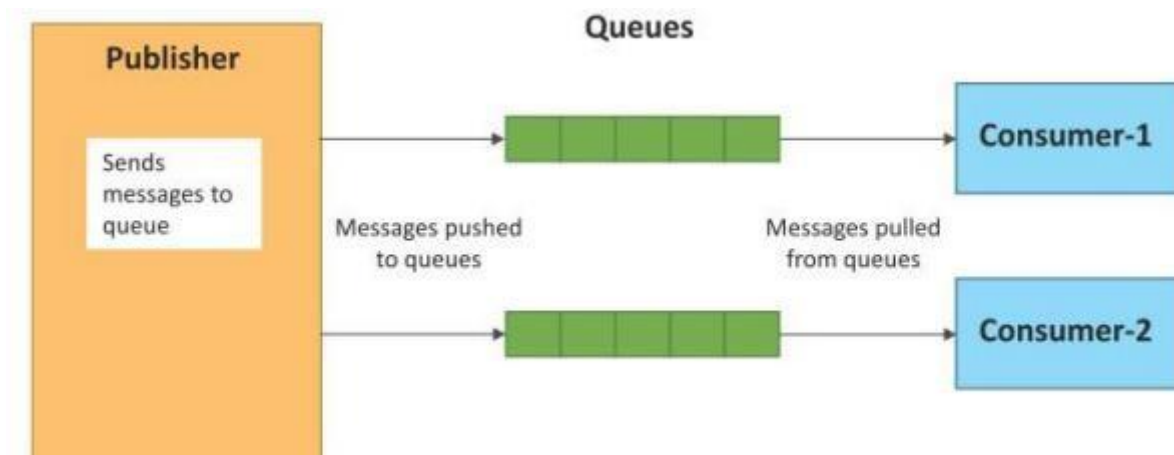 Queues
Publisher
Sends
messages to
queue
Messages pushed
to queues
Messages pulled
from queues
Consumer-1
Consumer-2